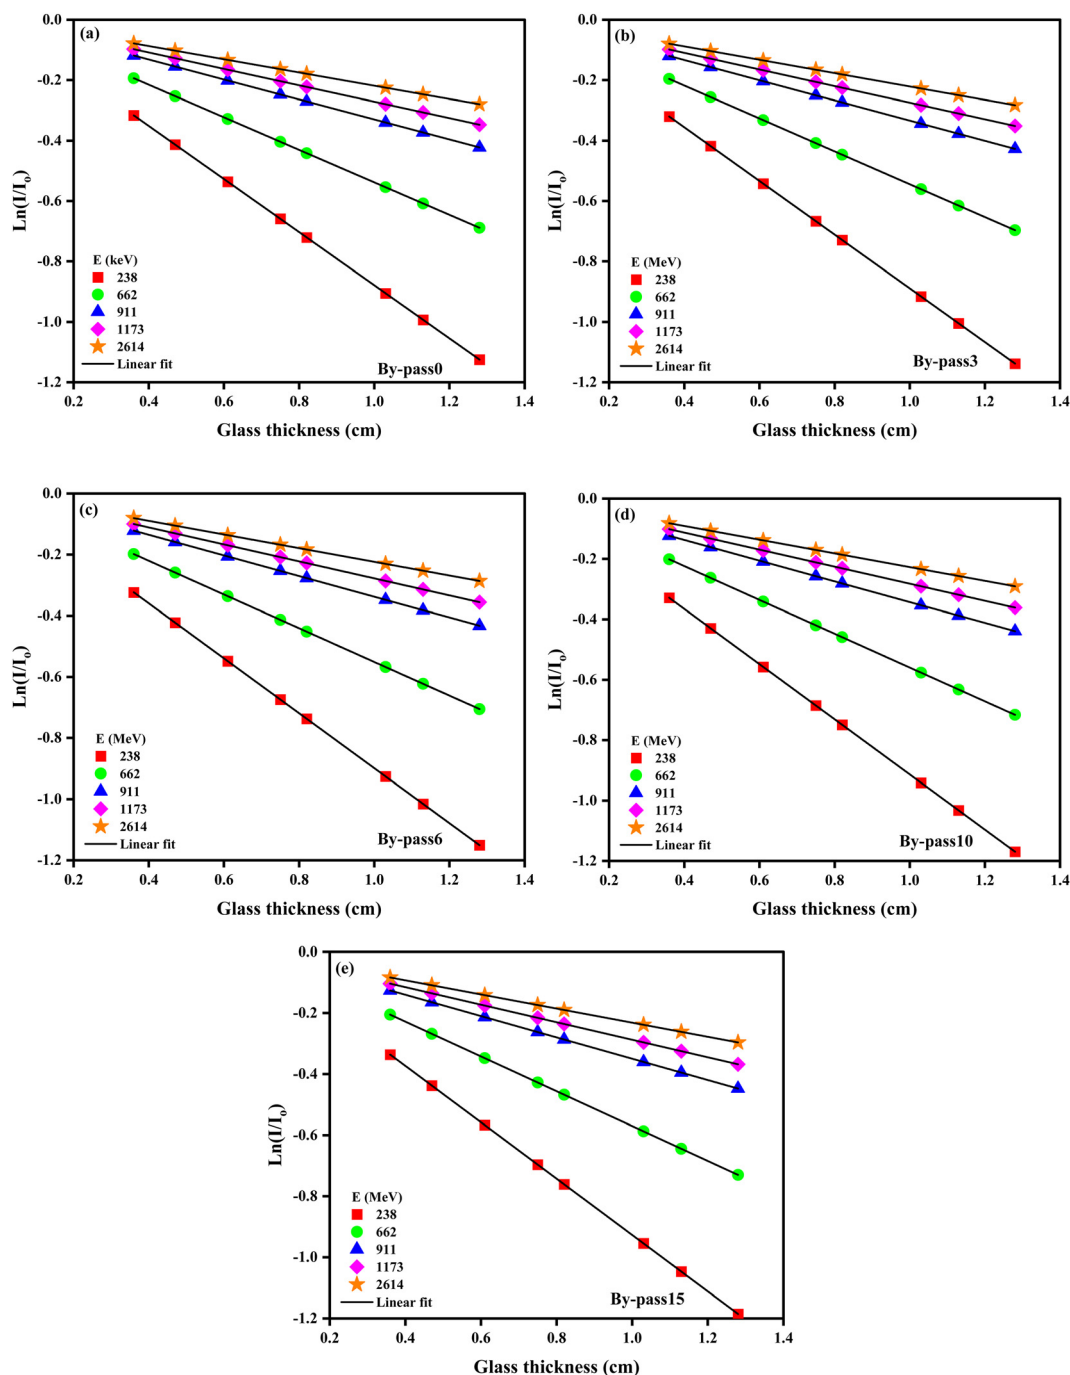 (a)
0.0
-0.2
-0.4
-0.6
-0.8
-1.0
-1.2
Ln(I/I₀)
E (keV)
238
662
911
1173
2614
Linear fit
By-pass0
0.2 0.4 0.6 0.8 1.0 1.2 1.4
Glass thickness (cm)
(b)
0.0
-0.2
-0.4
-0.6
-0.8
-1.0
-1.2
Ln(I/I₀)
E (MeV)
238
662
911
1173
2614
Linear fit
By-pass3
0.2 0.4 0.6 0.8 1.0 1.2 1.4
Glass thickness (cm)
(c)
0.0
-0.2
-0.4
-0.6
-0.8
-1.0
-1.2
Ln(I/I₀)
E (MeV)
238
662
911
1173
2614
Linear fit
By-pass6
0.2 0.4 0.6 0.8 1.0 1.2 1.4
Glass thickness (cm)
(d)
0.0
-0.2
-0.4
-0.6
-0.8
-1.0
-1.2
Ln(I/I₀)
E (MeV)
238
662
911
1173
2614
Linear fit
By-pass10
0.2 0.4 0.6 0.8 1.0 1.2 1.4
Glass thickness (cm)
(e)
0.0
-0.2
-0.4
-0.6
-0.8
-1.0
-1.2
Ln(I/I₀)
E (MeV)
238
662
911
1173
2614
Linear fit
By-pass15
0.2 0.4 0.6 0.8 1.0 1.2 1.4
Glass thickness (cm)